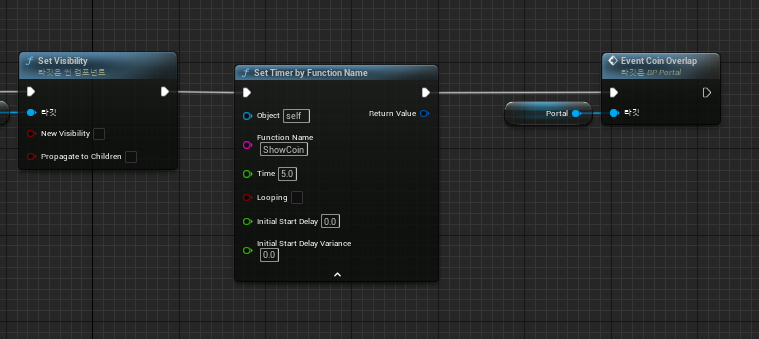 Set Visibility
타깃은 씬 컴포넌트
타깃
New Visibility
Propagate to Children
Set Timer by Function Name
Object self
Return Value
Function Name
ShowCoin
Time 5.0
Looping
Initial Start Delay 0.0
Initial Start Delay Variance
0.0
Portal
Event Coin Overlap
타깃은 BP Portal
타깃